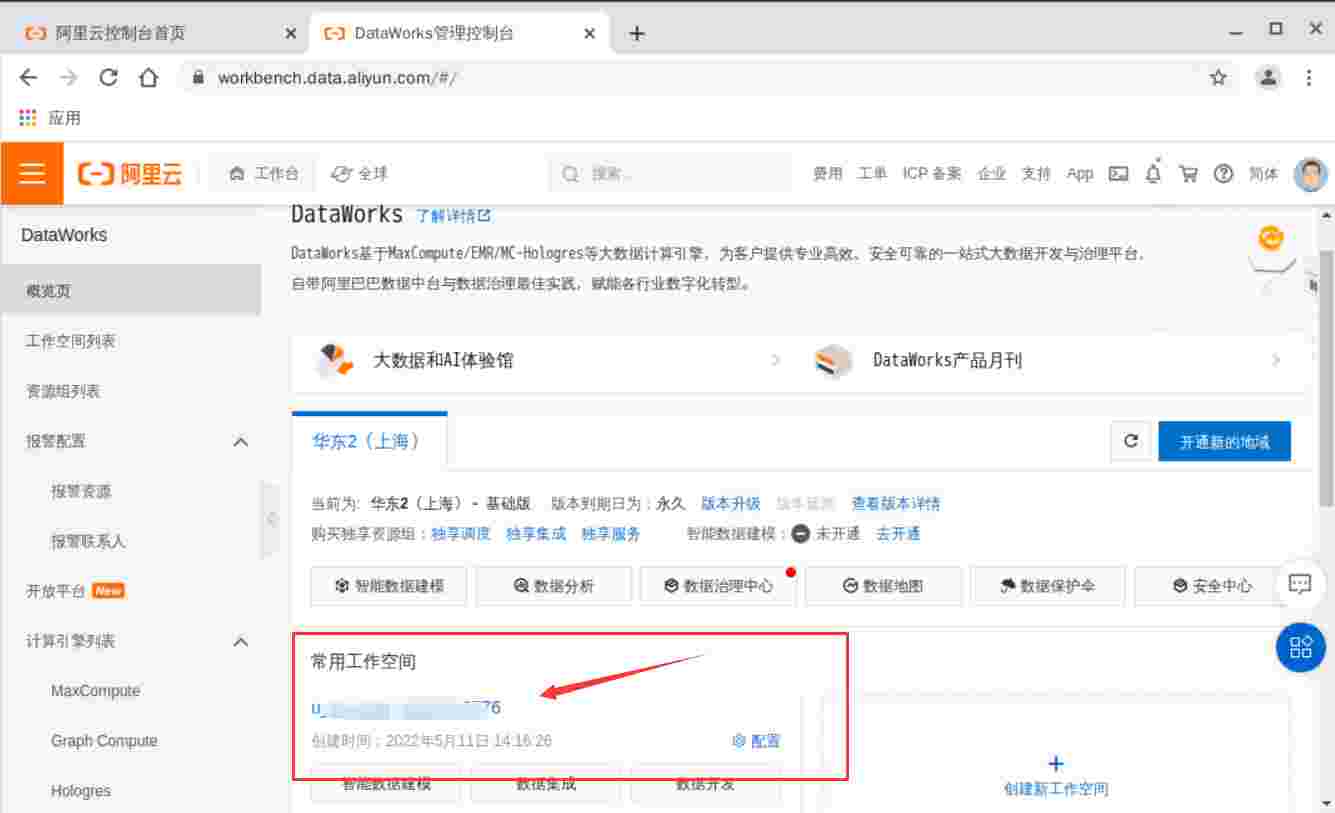 阿里云控制台首页
DataWorks管理控制台
workbench.data.aliyun.com/#/
应用
阿里云
工作台
全球
搜索...
费用
工单
ICP 备案
企业
支持
App
简体
DataWorks
概览页
工作空间列表
资源组列表
报警配置
报警资源
报警联系人
开放平台 New
计算引擎列表
MaxCompute
Graph Compute
Hologres
DataWorks 了解详情
DataWorks基于MaxCompute/EMR/MC-Hologres等大数据计算引擎，为客户提供专业高效、安全可靠的一站式大数据开发与治理平台，
自带阿里巴巴数据中台与数据治理最佳实践，赋能各行业数字化转型。
大数据和AI体验馆
DataWorks产品月刊
华东2（上海）
开通新的地域
当前为: 华东2（上海） - 基础版 版本到期日为：永久 版本升级 版本延期 查看版本详情
购买独享资源组：独享调度 独享集成 独享服务 智能数据建模： 未开通 去开通
智能数据建模
数据分析
数据治理中心
数据地图
数据保护伞
安全中心
常用工作空间
u_
76
创建时间：2022年5月11日 14:16:26
配置
智能数据建模
数据集成
数据开发
创建新工作空间